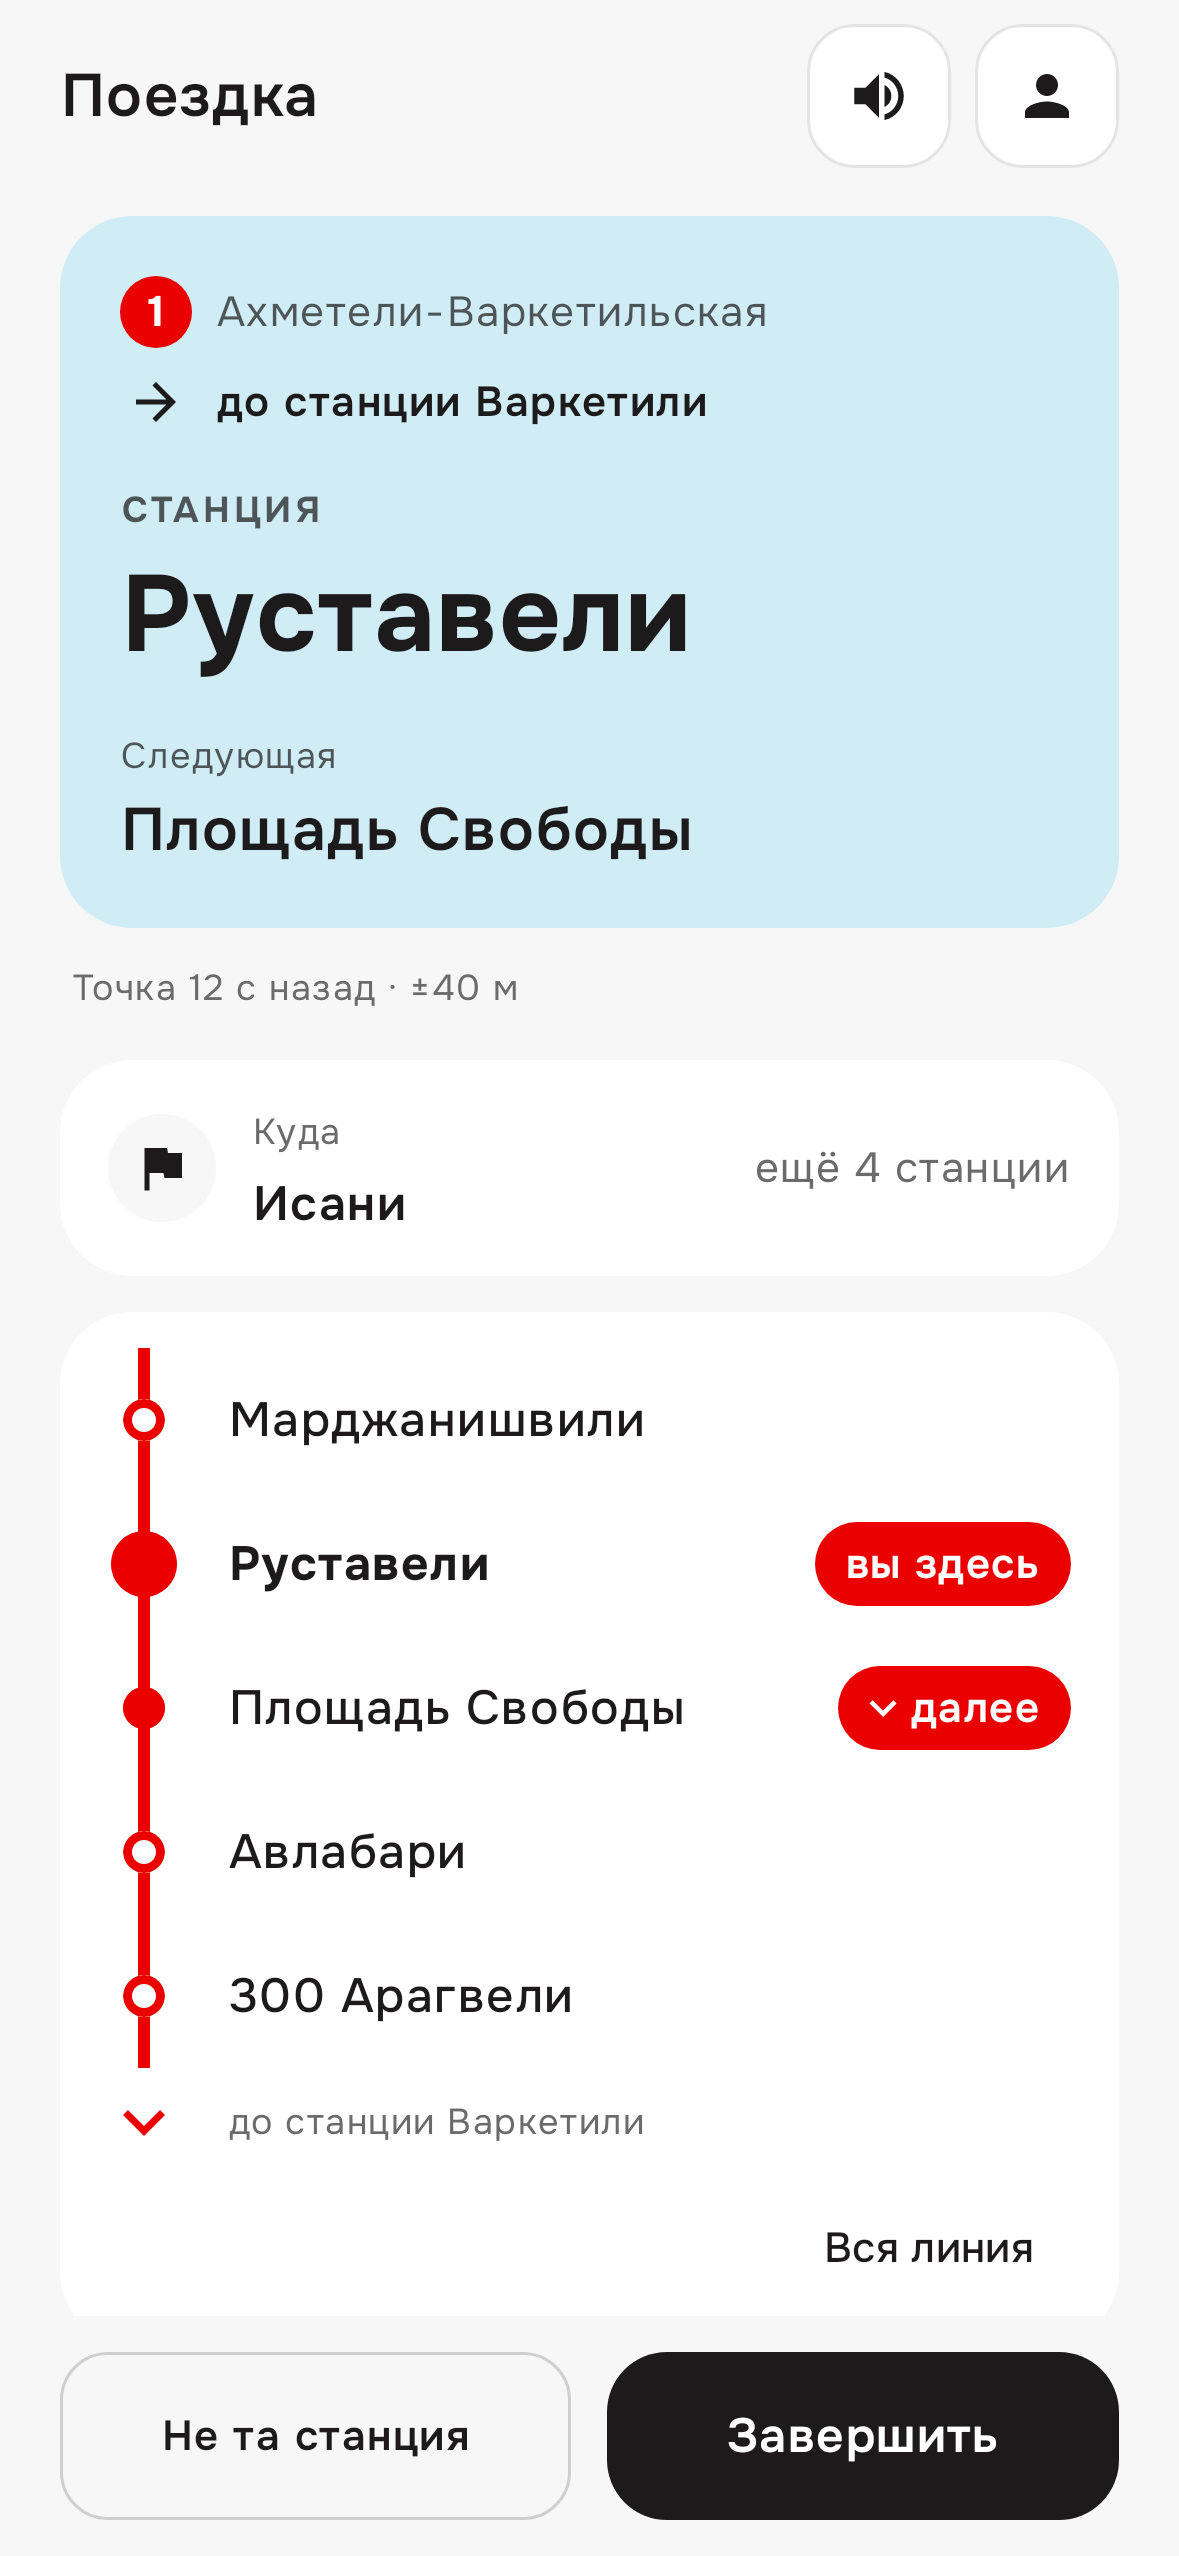 Поездка
1 Ахметели-Варкетильская
до станции Варкетили
СТАНЦИЯ
Руставели
Следующая
Площадь Свободы
Точка 12 с назад · ±40 м
Куда
Исани
ещё 4 станции
Марджанишвили
Руставели вы здесь
Площадь Свободы далее
Авлабари
300 Арагвели
до станции Варкетили
Вся линия
Не та станция
Завершить